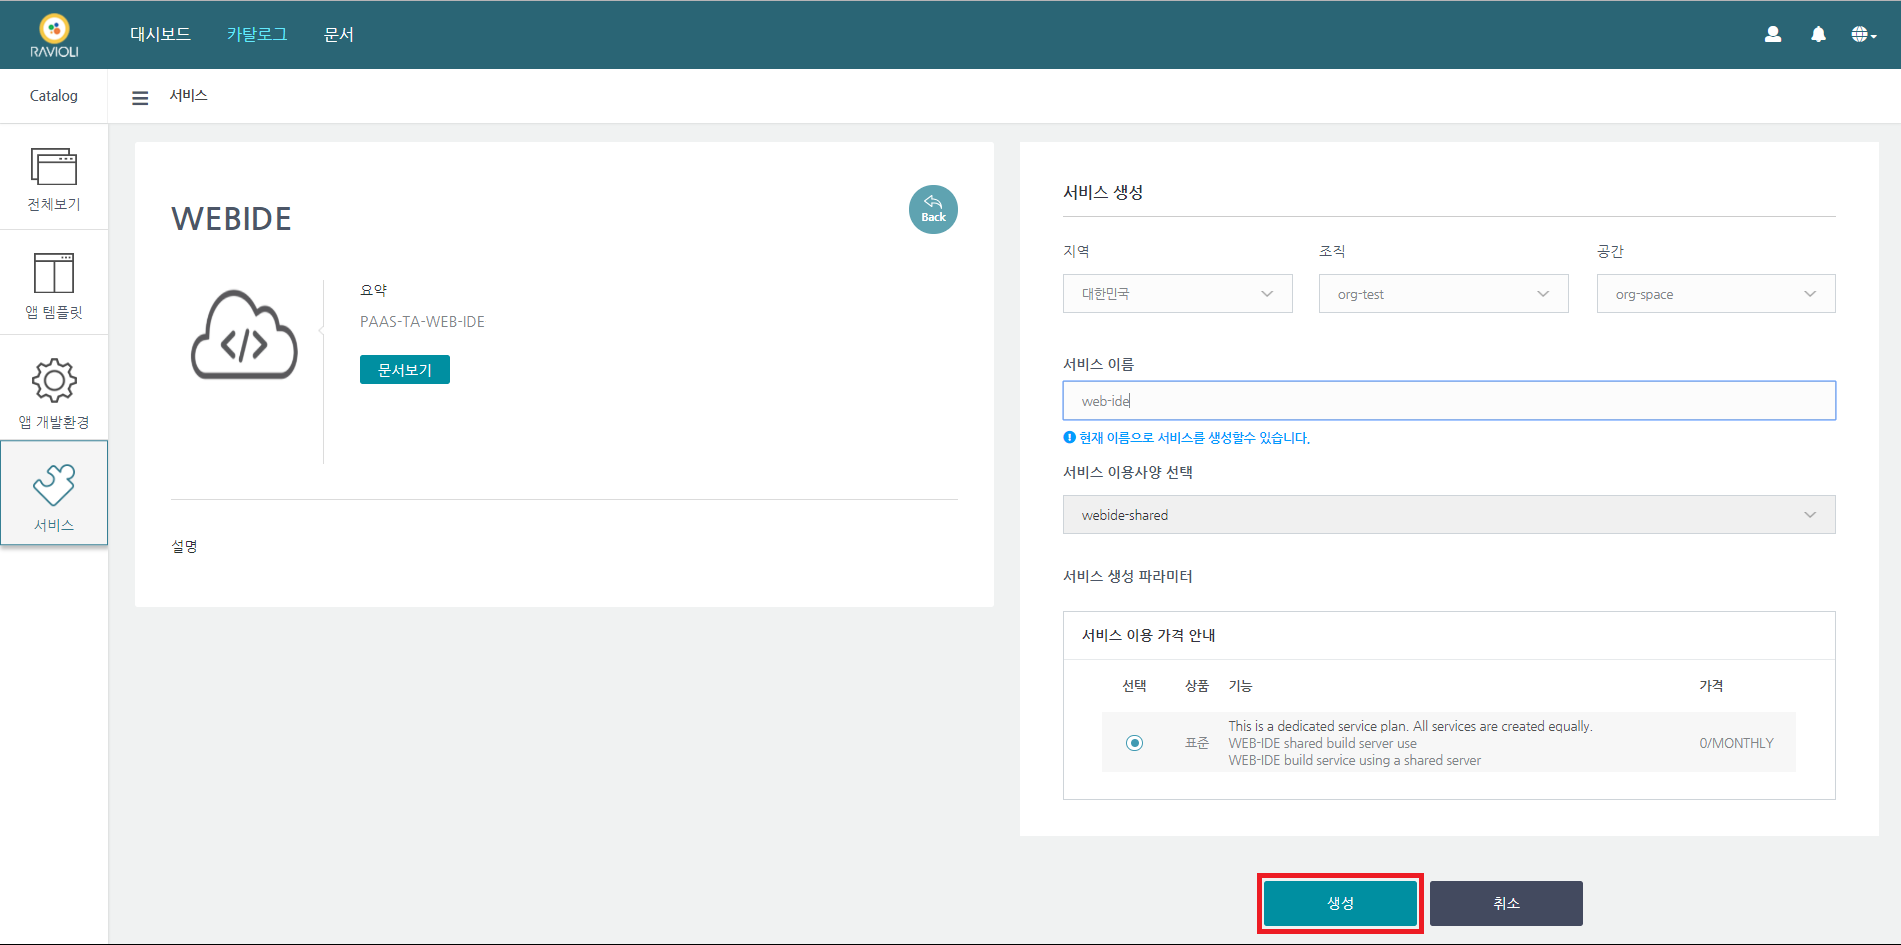 RAVIOLI
대시보드
카탈로그
문서
Catalog
서비스
전체보기
앱 템플릿
앱 개발환경
서비스
WEBIDE
Back
요약
PAAS-TA-WEB-IDE
문서보기
설명
서비스 생성
지역
조직
공간
대한민국
org-test
org-space
서비스 이름
web-ide
현재 이름으로 서비스를 생성할수 있습니다.
서비스 이용사양 선택
webide-shared
서비스 생성 파라미터
서비스 이용 가격 안내
선택
상품
기능
가격
표준
This is a dedicated service plan. All services are created equally.
WEB-IDE shared build server use
WEB-IDE build service using a shared server
0/MONTHLY
생성
취소